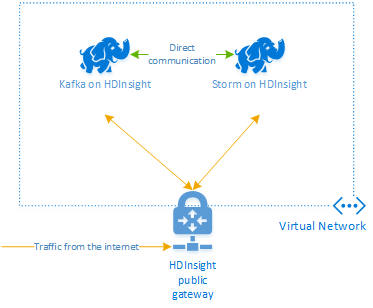 Direct
communication
Kafka on HDInsight
Storm on HDInsight
Virtual Network
Traffic from the internet
HDInsight
public
gateway